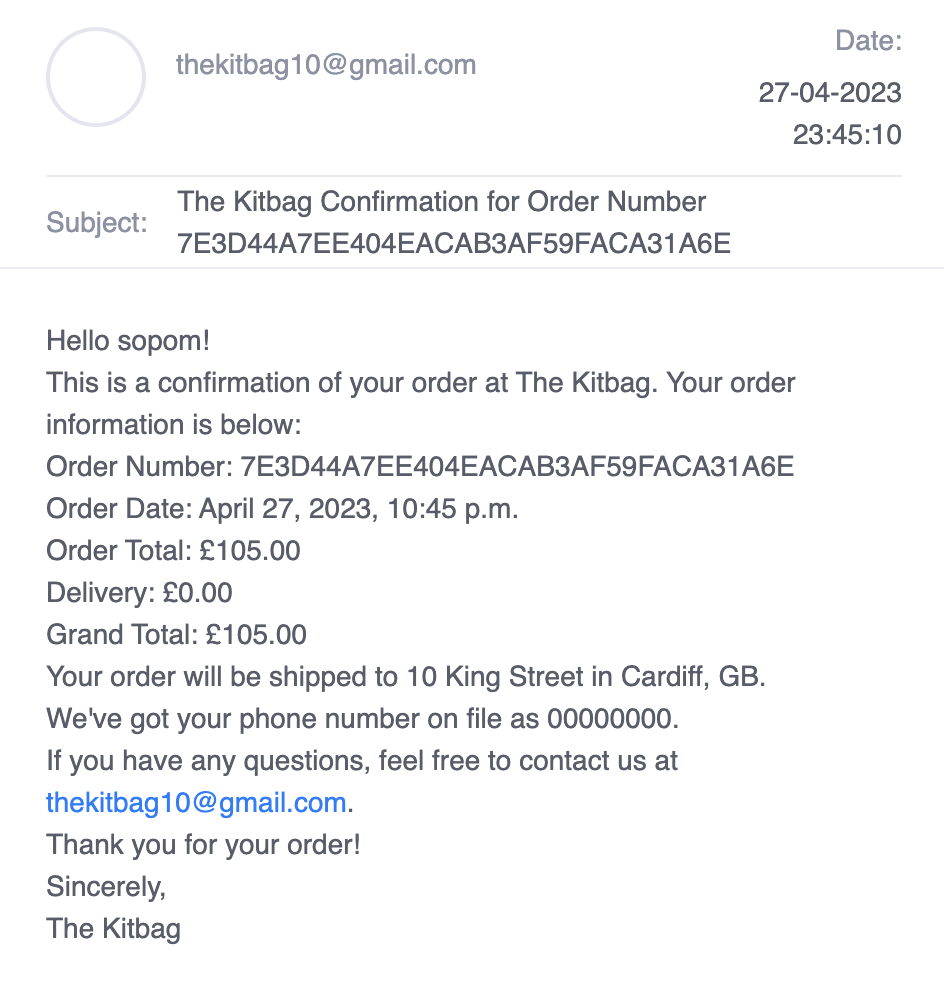 thekitbag10@gmail.com
Date:
27-04-2023
23:45:10
Subject:
The Kitbag Confirmation for Order Number
7E3D44A7EE404EACAB3AF59FACA31A6E
Hello sopom!
This is a confirmation of your order at The Kitbag. Your order
information is below:
Order Number: 7E3D44A7EE404EACAB3AF59FACA31A6E
Order Date: April 27, 2023, 10:45 p.m.
Order Total: £105.00
Delivery: £0.00
Grand Total: £105.00
Your order will be shipped to 10 King Street in Cardiff, GB.
We've got your phone number on file as 00000000.
If you have any questions, feel free to contact us at
thekitbag10@gmail.com.
Thank you for your order!
Sincerely,
The Kitbag